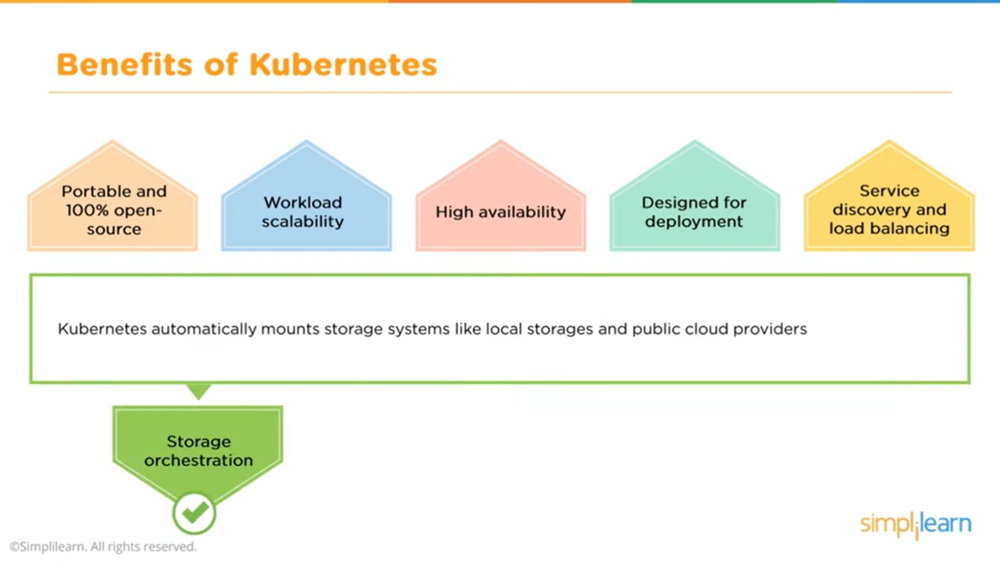 Benefits of Kubernetes
Portable and
100% open-
source
Workload
scalability
High availability
Designed for
deployment
Service
discovery and
load balancing
Kubernetes automatically mounts storage systems like local storages and public cloud providers
Storage
orchestration
simplilearn
©Simplilearn. All rights reserved.